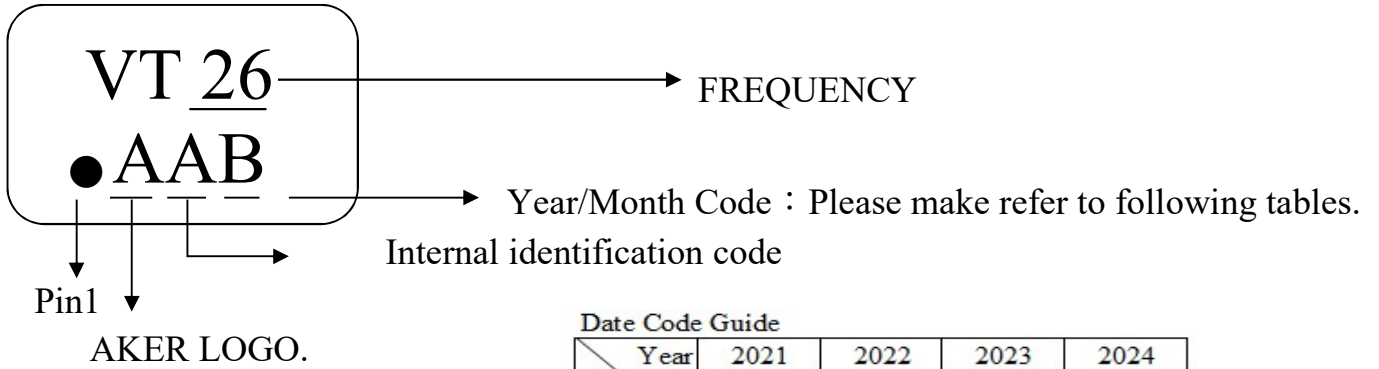 VT 26
FREQUENCY
●AAB
Year/Month Code：Please make refer to following tables.
Internal identification code
Pin1
AKER LOGO.
Date Code Guide
Year 2021 2022 2023 2024